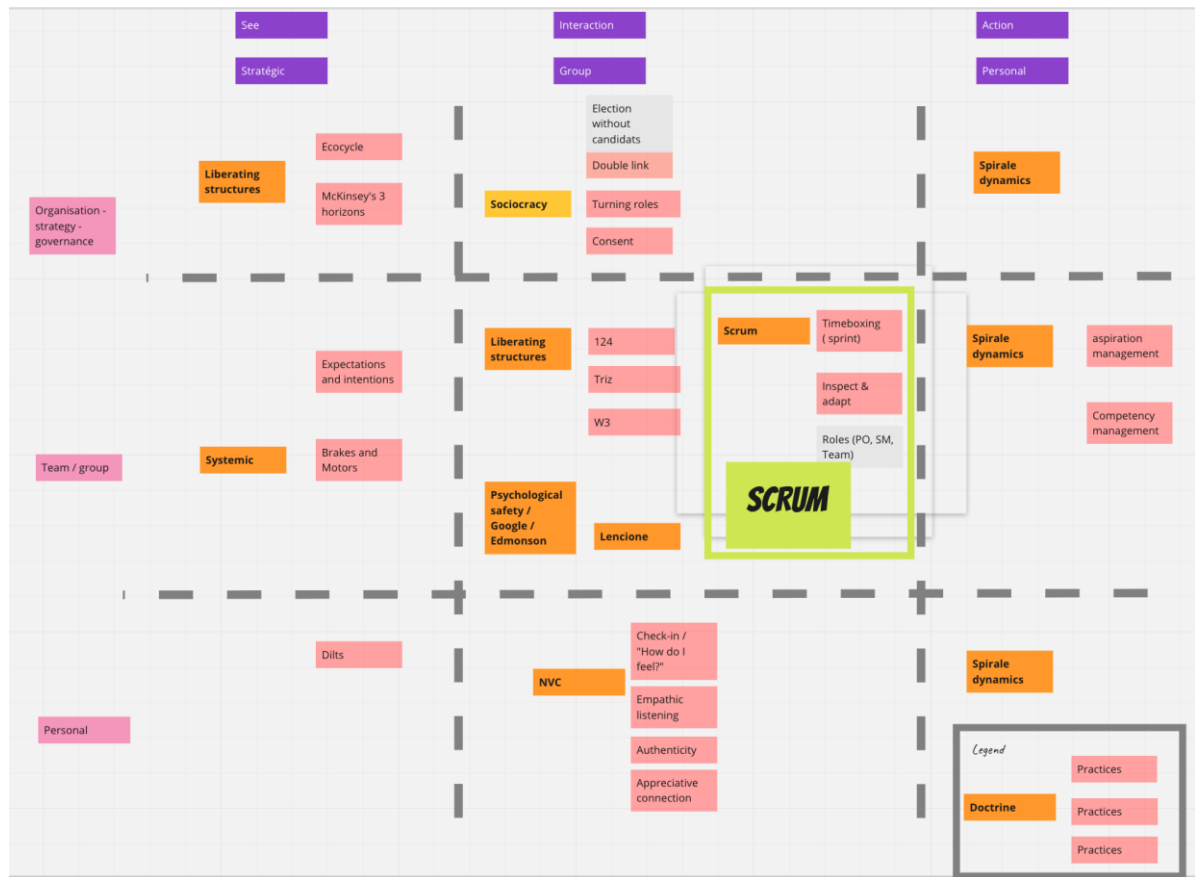 See
Interaction
Action
Stratégic
Group
Personal
Organisation -
strategy -
governance
Liberating
structures
Ecocycle
McKinsey's 3
horizons
Sociocracy
Election
without
candidats
Double link
Turning roles
Consent
Spirale
dynamics
Team / group
Expectations
and intentions
Systemic
Brakes and
Motors
Liberating
structures
124
Triz
W3
Psychological
safety /
Google /
Edmonson
Lencione
Scrum
Timeboxing
( sprint)
Inspect &
adapt
Roles (PO, SM,
Team)
SCRUM
Spirale
dynamics
aspiration
management
Competency
management
Personal
Dilts
NVC
Check-in /
"How do I
feel?"
Empathic
listening
Authenticity
Appreciative
connection
Spirale
dynamics
Legend
Doctrine
Practices
Practices
Practices